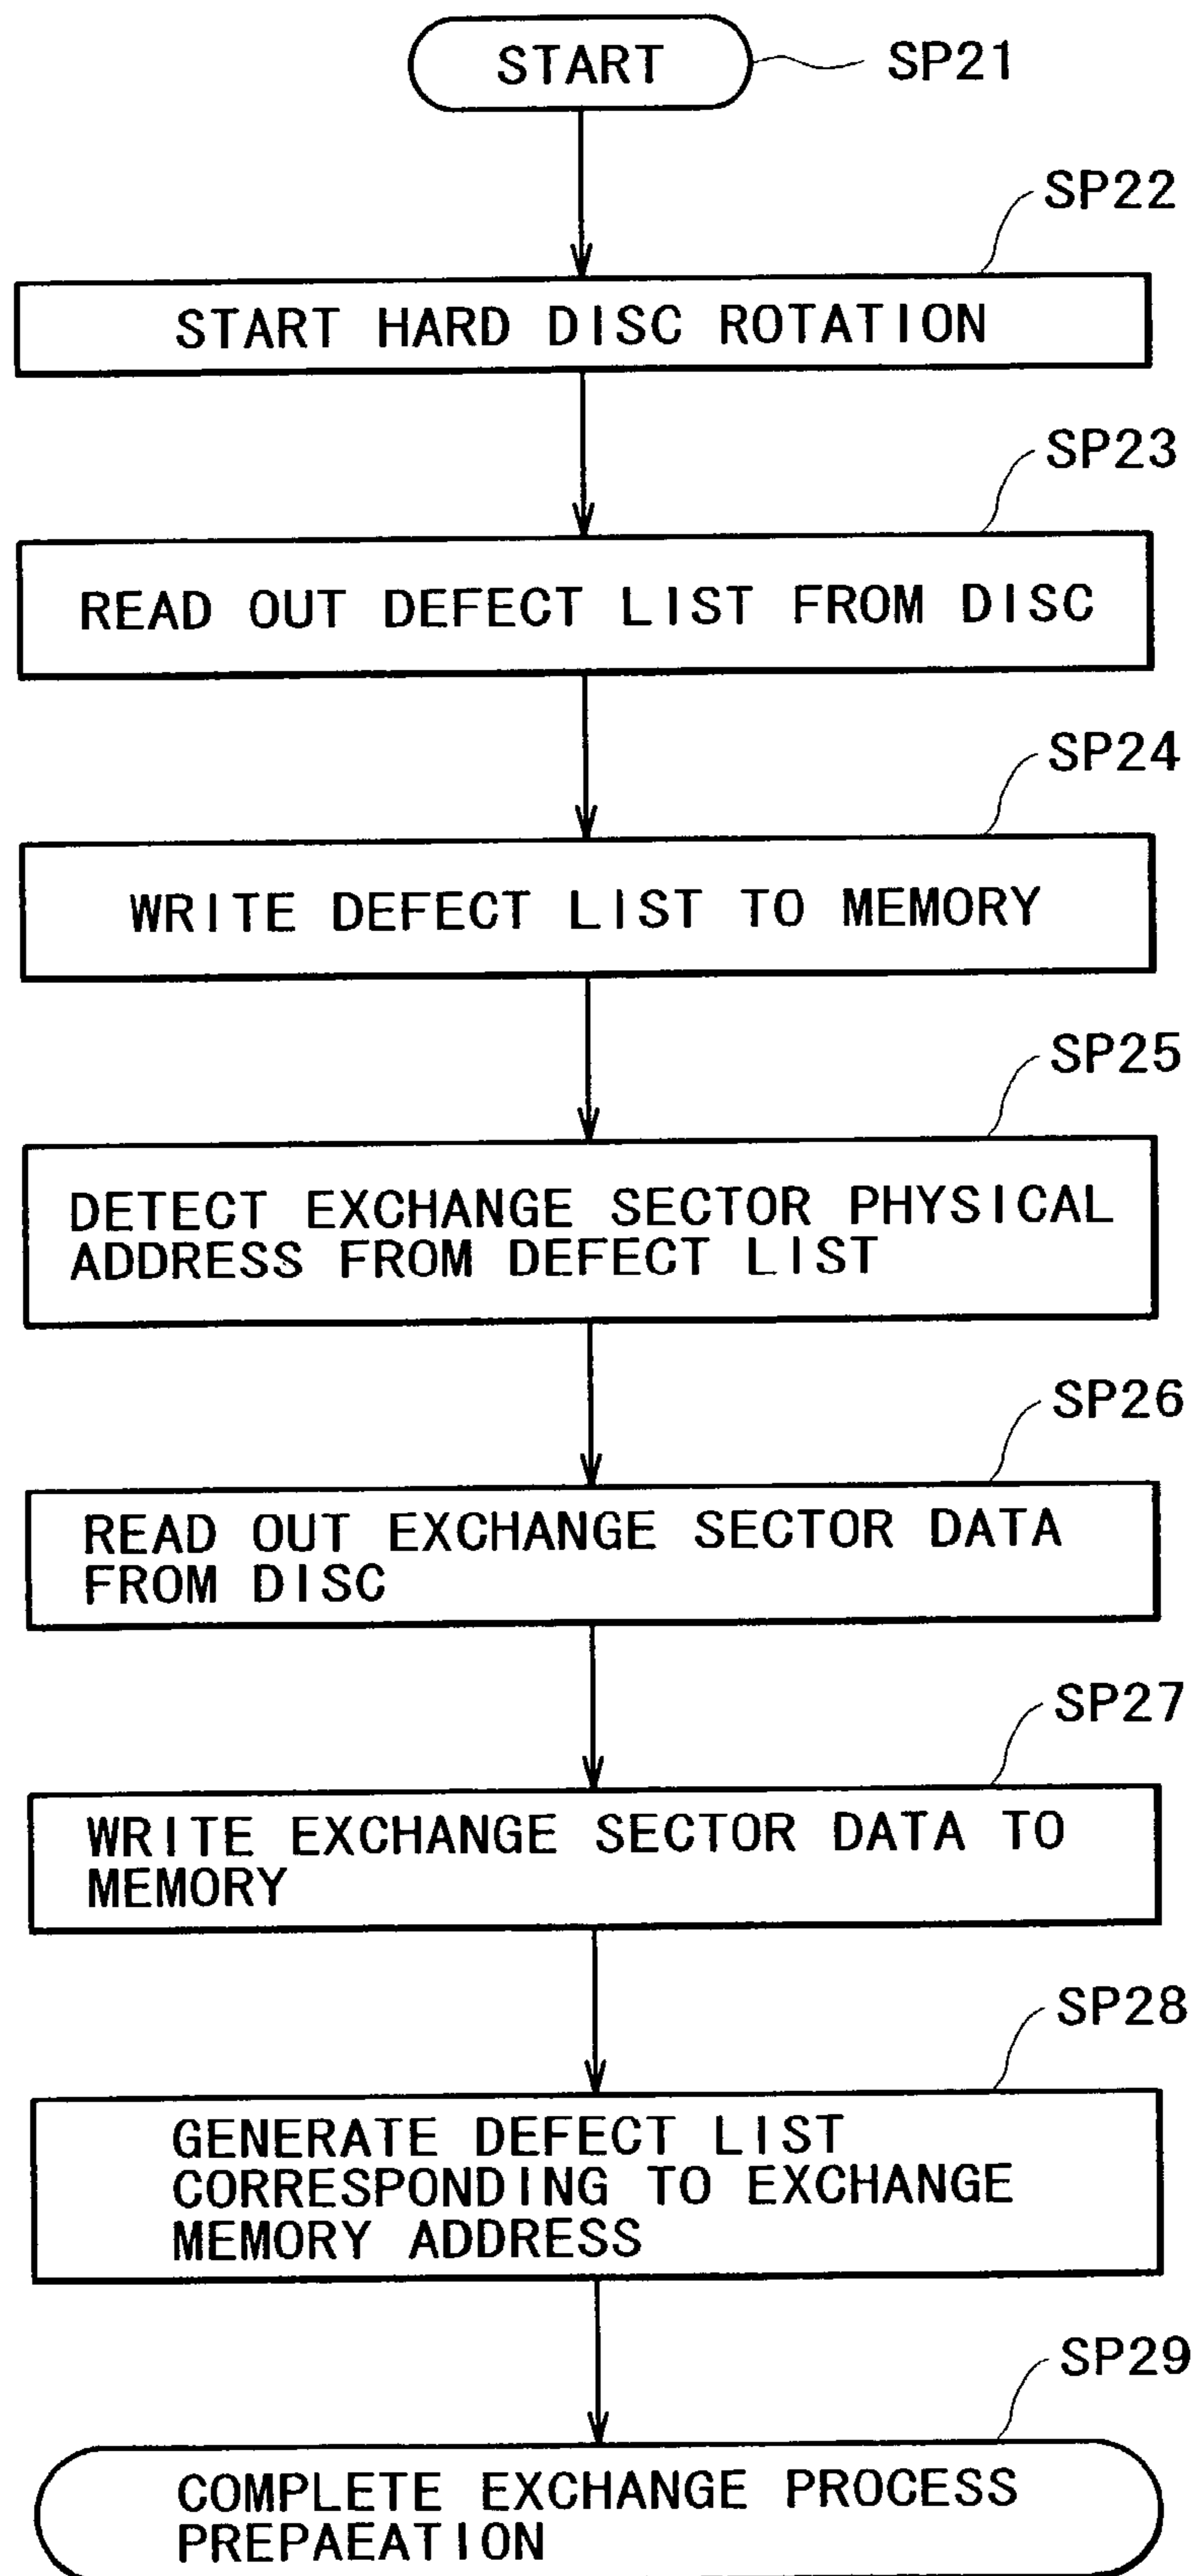 START
SP21
SP22
START HARD DISC ROTATION
SP23
READ OUT DEFECT LIST FROM DISC
SP24
WRITE DEFECT LIST TO MEMORY
SP25
DETECT EXCHANGE SECTOR PHYSICAL
ADDRESS FROM DEFECT LIST
SP26
READ OUT EXCHANGE SECTOR DATA
FROM DISC
SP27
WRITE EXCHANGE SECTOR DATA TO
MEMORY
SP28
GENERATE DEFECT LIST
CORRESPONDING TO EXCHANGE
MEMORY ADDRESS
SP29
COMPLETE EXCHANGE PROCESS
PREPAEATION